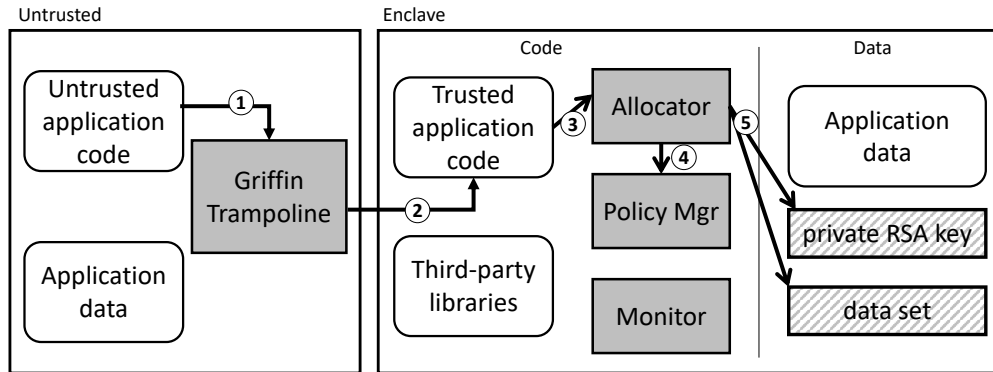 Untrusted
Enclave
Code
Data
Untrusted
application
code
1
Griffin
Trampoline
Application
data
2
Trusted
application
code
3
Third-party
libraries
Allocator
4
Policy Mgr
Monitor
5
Application
data
private RSA key
data set